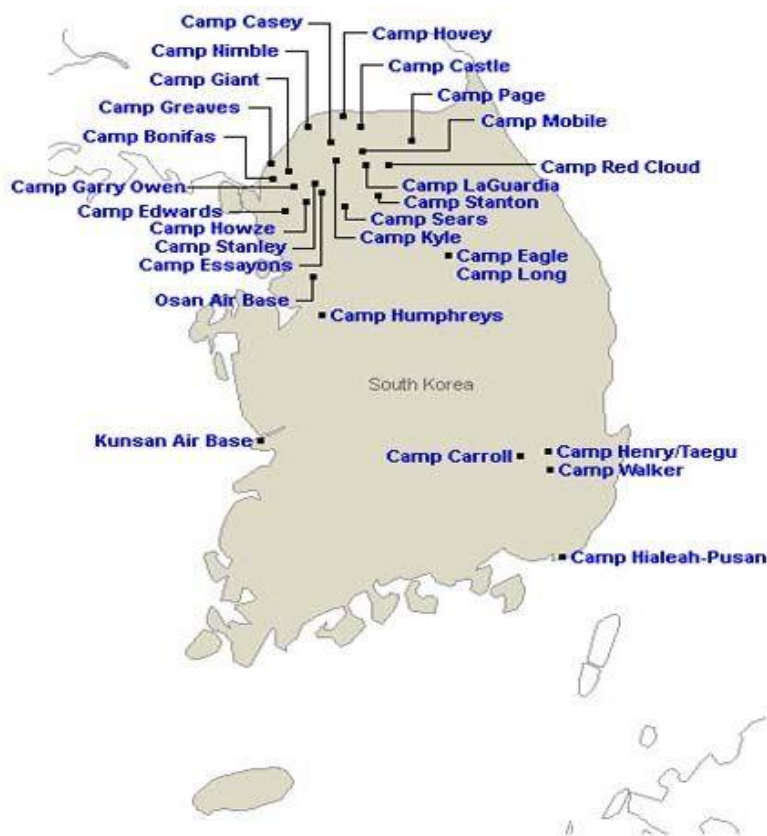 Camp Casey
Camp Hovey
Camp Nimble
Camp Castle
Camp Giant
Camp Page
Camp Greaves
Camp Mobile
Camp Bonifas
Camp Red Cloud
Camp Garry Owen
Camp LaGuardia
Camp Stanton
Camp Edwards
Camp Sears
Camp Howze
Camp Kyle
Camp Stanley
Camp Eagle
Camp Essayons
Camp Long
Osan Air Base
Camp Humphreys
South Korea
Kunsan Air Base
Camp Carroll
Camp Henry/Taegu
Camp Walker
Camp Hialeah-Pusan